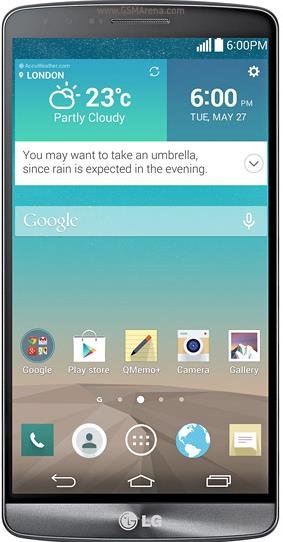 www.GSMArena.com
6:00PM
AccuWeather.com
LONDON
23°c
Partly Cloudy
6:00 PM
TUE, MAY 27
You may want to take an umbrella,
since rain is expected in the evening.
Google
Google
Play store
QMemo+
Camera
Gallery
G
LG